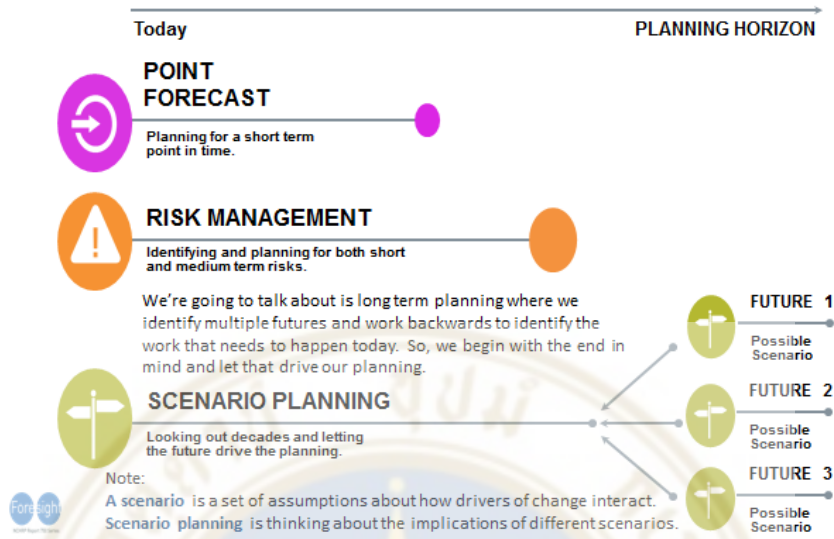 Today
PLANNING HORIZON
POINT
FORECAST
Planning for a short term
point in time.
RISK MANAGEMENT
Identifying and planning for both short
and medium term risks.
We're going to talk about is long term planning where we
identify multiple futures and work backwards to identify the
work that needs to happen today. So, we begin with the end in
mind and let that drive our planning.
SCENARIO PLANNING
Looking out decades and letting
the future drive the planning.
FUTURE 1
Possible
Scenario
FUTURE 2
Possible
Scenario
FUTURE 3
Possible
Scenario
Note:
A scenario is a set of assumptions about how drivers of change interact.
Scenario planning is thinking about the implications of different scenarios.
Foresight